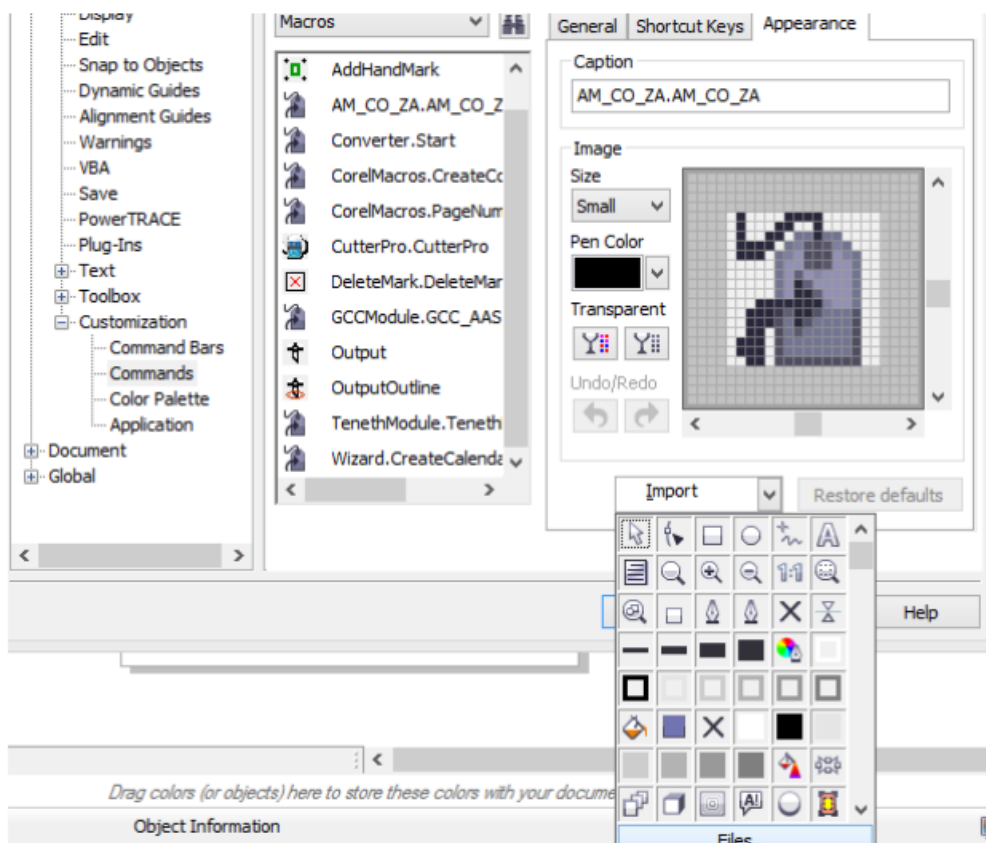 Display
Edit
Snap to Objects
Dynamic Guides
Alignment Guides
Warnings
VBA
Save
PowerTRACE
Plug-Ins
Text
Toolbox
Customization
Command Bars
Commands
Color Palette
Application
Document
Global
Macros
AddHandMark
AM_CO_ZA.AM_CO_Z
Converter.Start
CorelMacros.CreateCo
CorelMacros.PageNum
CutterPro.CutterPro
DeleteMark.DeleteMar
GCCModule.GCC_AAS
Output
OutputOutline
TenethModule.Teneth
Wizard.CreateCalenda
General Shortcut Keys Appearance
Caption
AM_CO_ZA.AM_CO_ZA
Image
Size
Small
Pen Color
Transparent
Undo/Redo
Import Restore defaults
A
1:1
Help
A!
Files
Drag colors (or objects) here to store these colors with your docume
Object Information